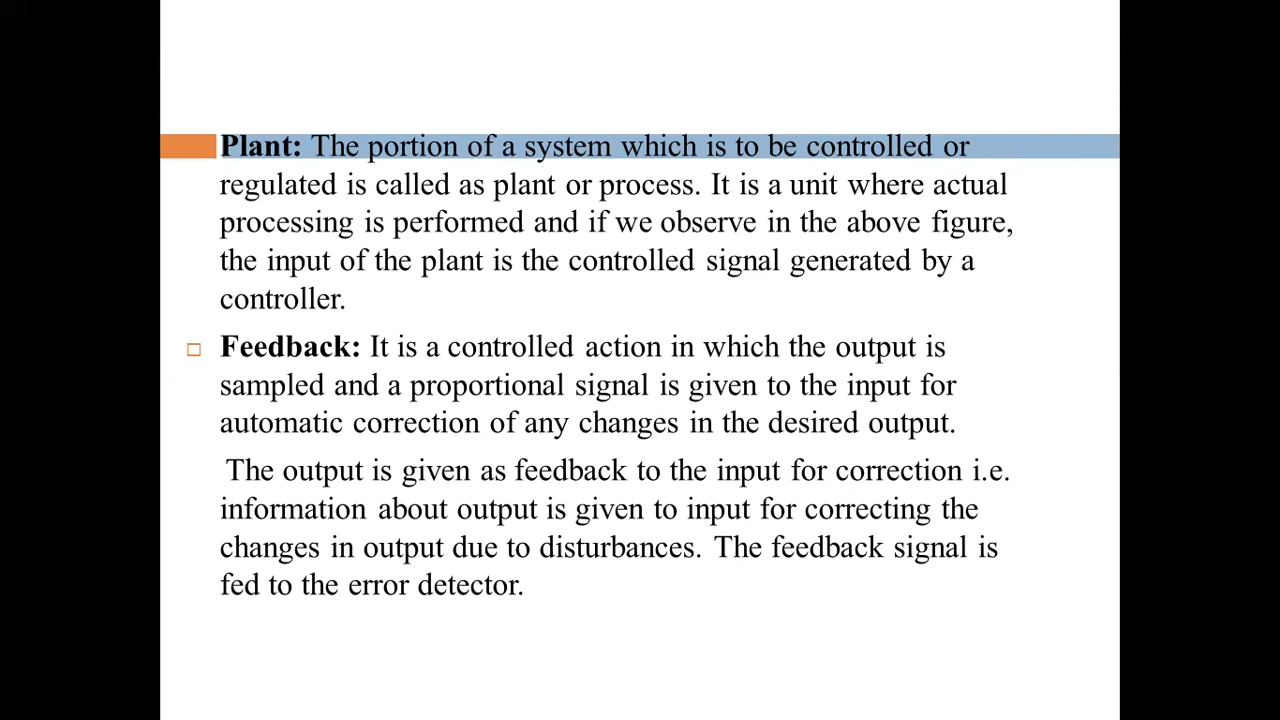 Plant: The portion of a system which is to be controlled or
regulated is called as plant or process. It is a unit where actual
processing is performed and if we observe in the above figure,
the input of the plant is the controlled signal generated by a
controller.
Feedback: It is a controlled action in which the output is
sampled and a proportional signal is given to the input for
automatic correction of any changes in the desired output.
The output is given as feedback to the input for correction i.e.
information about output is given to input for correcting the
changes in output due to disturbances. The feedback signal is
fed to the error detector.